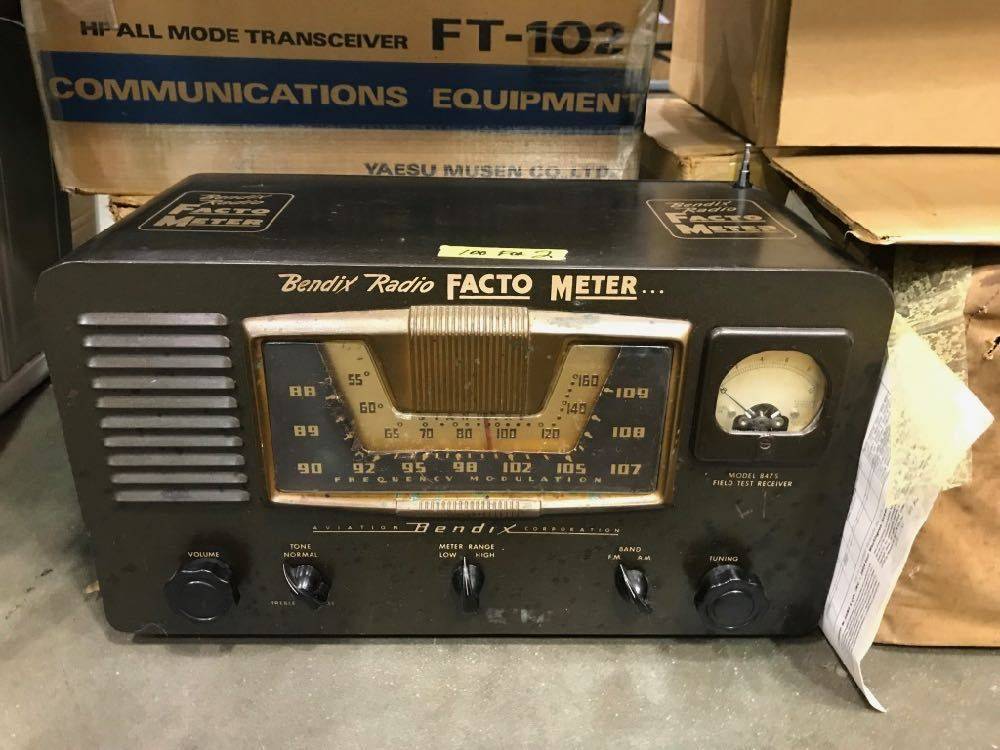 HF ALL MODE TRANSCEIVER FT-102
COMMUNICATIONS EQUIPMENT
YAESU MUSEN CO. LTD.
Bendix Radio
FACTO METER
Bendix Radio
FACTO METER
100 FOR 2
Bendix Radio FACTO METER...
55 160
60 140
65 70 80 100 120
88 109
89 108
90 92 95 98 102 105 107
FREQUENCY MODULATION
MODEL 847S
FIELD TEST RECEIVER
AVIATION Bendix CORPORATION
VOLUME
TONE
NORMAL
TREBLE
METER RANGE
LOW HIGH
BAND
F.M. A.M.
TUNING